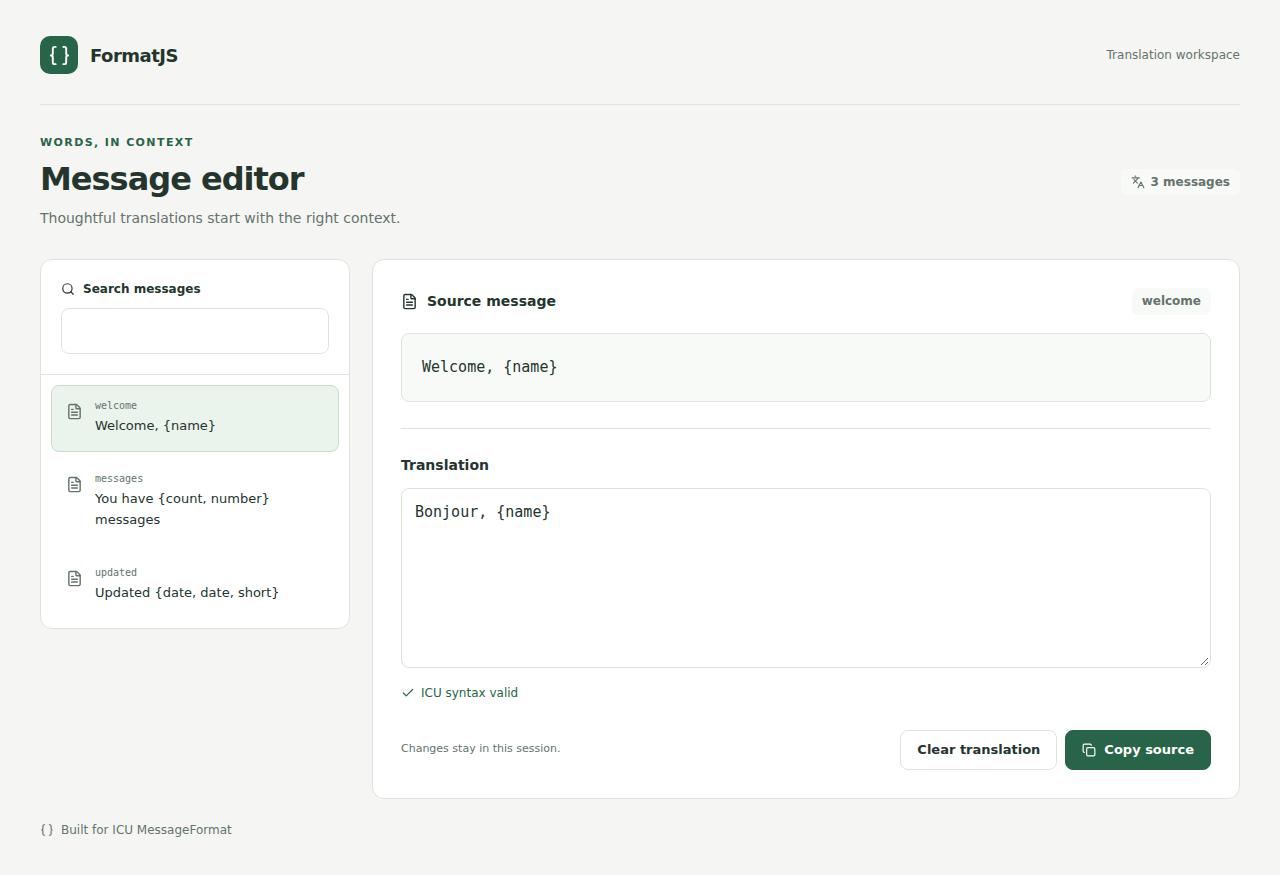 { } FormatJS
Translation workspace
WORDS, IN CONTEXT
Message editor
3 messages
Thoughtful translations start with the right context.
Search messages
welcome
Welcome, {name}
messages
You have {count, number}
messages
updated
Updated {date, date, short}
Source message
welcome
Welcome, {name}
Translation
Bonjour, {name}
ICU syntax valid
Changes stay in this session.
Clear translation
Copy source
{ } Built for ICU MessageFormat